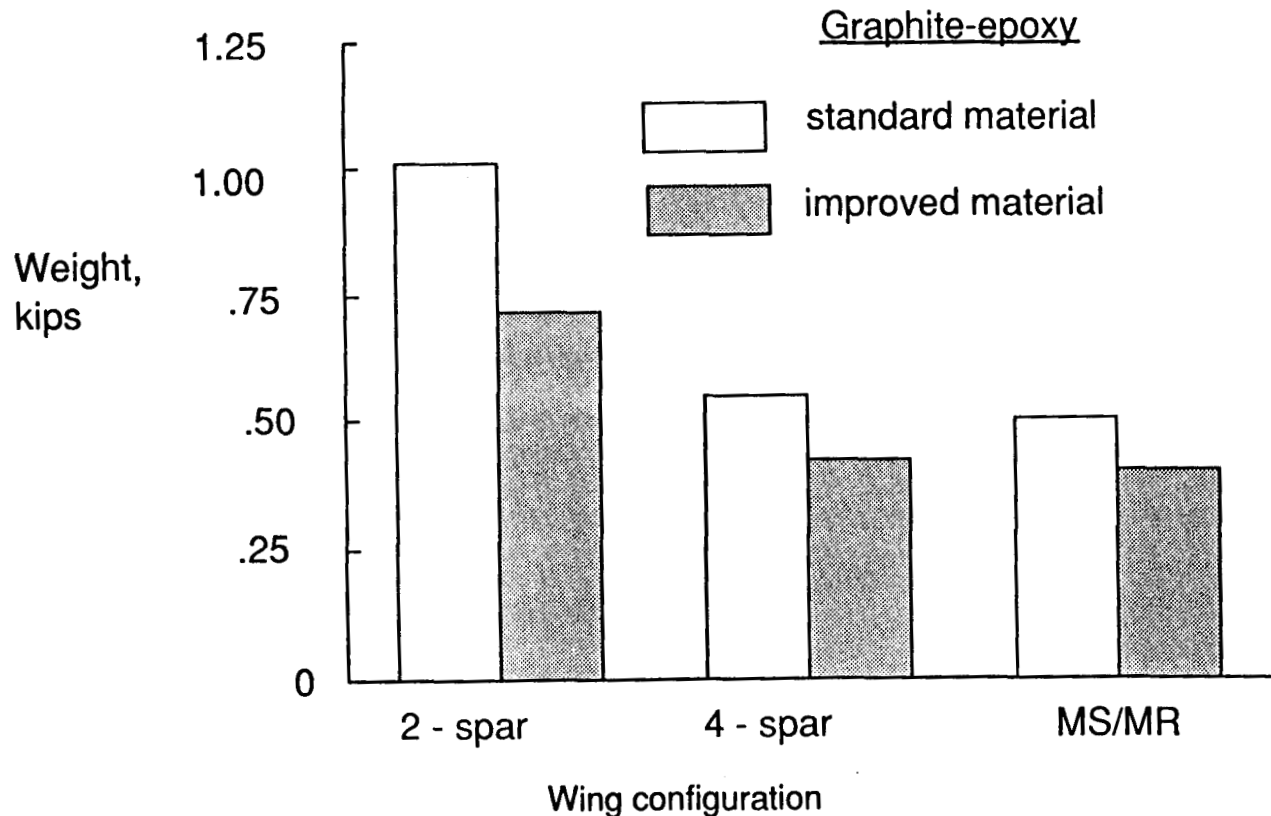 Graphite-epoxy
standard material
improved material
Weight,
kips
1.25
1.00
.75
.50
.25
0
2 - spar
4 - spar
MS/MR
Wing configuration